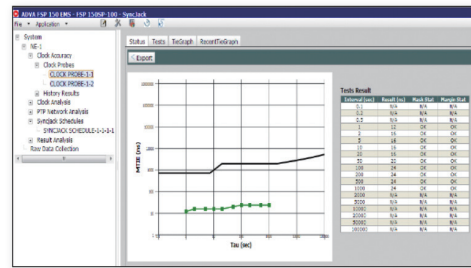 ADVA FSP 150 EMS - FSP 150SP-100 - SyncJack
File Application
System
NE-1
Clock Accuracy
Clock Probes
CLOCK PROBE-1-1
CLOCK PROBE-1-2
History Results
Clock Analysis
PTP Network Analysis
SyncJack Schedules
SYNCJACK SCHEDULE-1-1-1-1
Result Analysis
Raw Data Collection
Status Tests TieGraph RecentTieGraph
Export
MTIE (ns)
Tau (sec)
Tests Result
Interval (sec) Result (ns) Mask Stat Margin Stat
0.1 N/A N/A N/A
0.2 N/A N/A N/A
0.5 N/A N/A N/A
1 12 OK OK
2 16 OK OK
5 16 OK OK
10 16 OK OK
20 16 OK OK
50 20 OK OK
100 24 OK OK
200 24 OK OK
500 24 OK OK
1000 24 OK OK
2000 N/A N/A N/A
5000 N/A N/A N/A
10000 N/A N/A N/A
20000 N/A N/A N/A
50000 N/A N/A N/A
100000 N/A N/A N/A